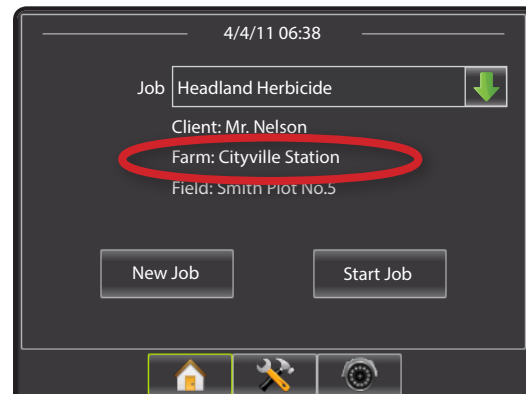 4/4/11 06:38
Job Headland Herbicide
Client: Mr. Nelson
Farm: Cityville Station
Field: Smith Plot No.5
New Job Start Job